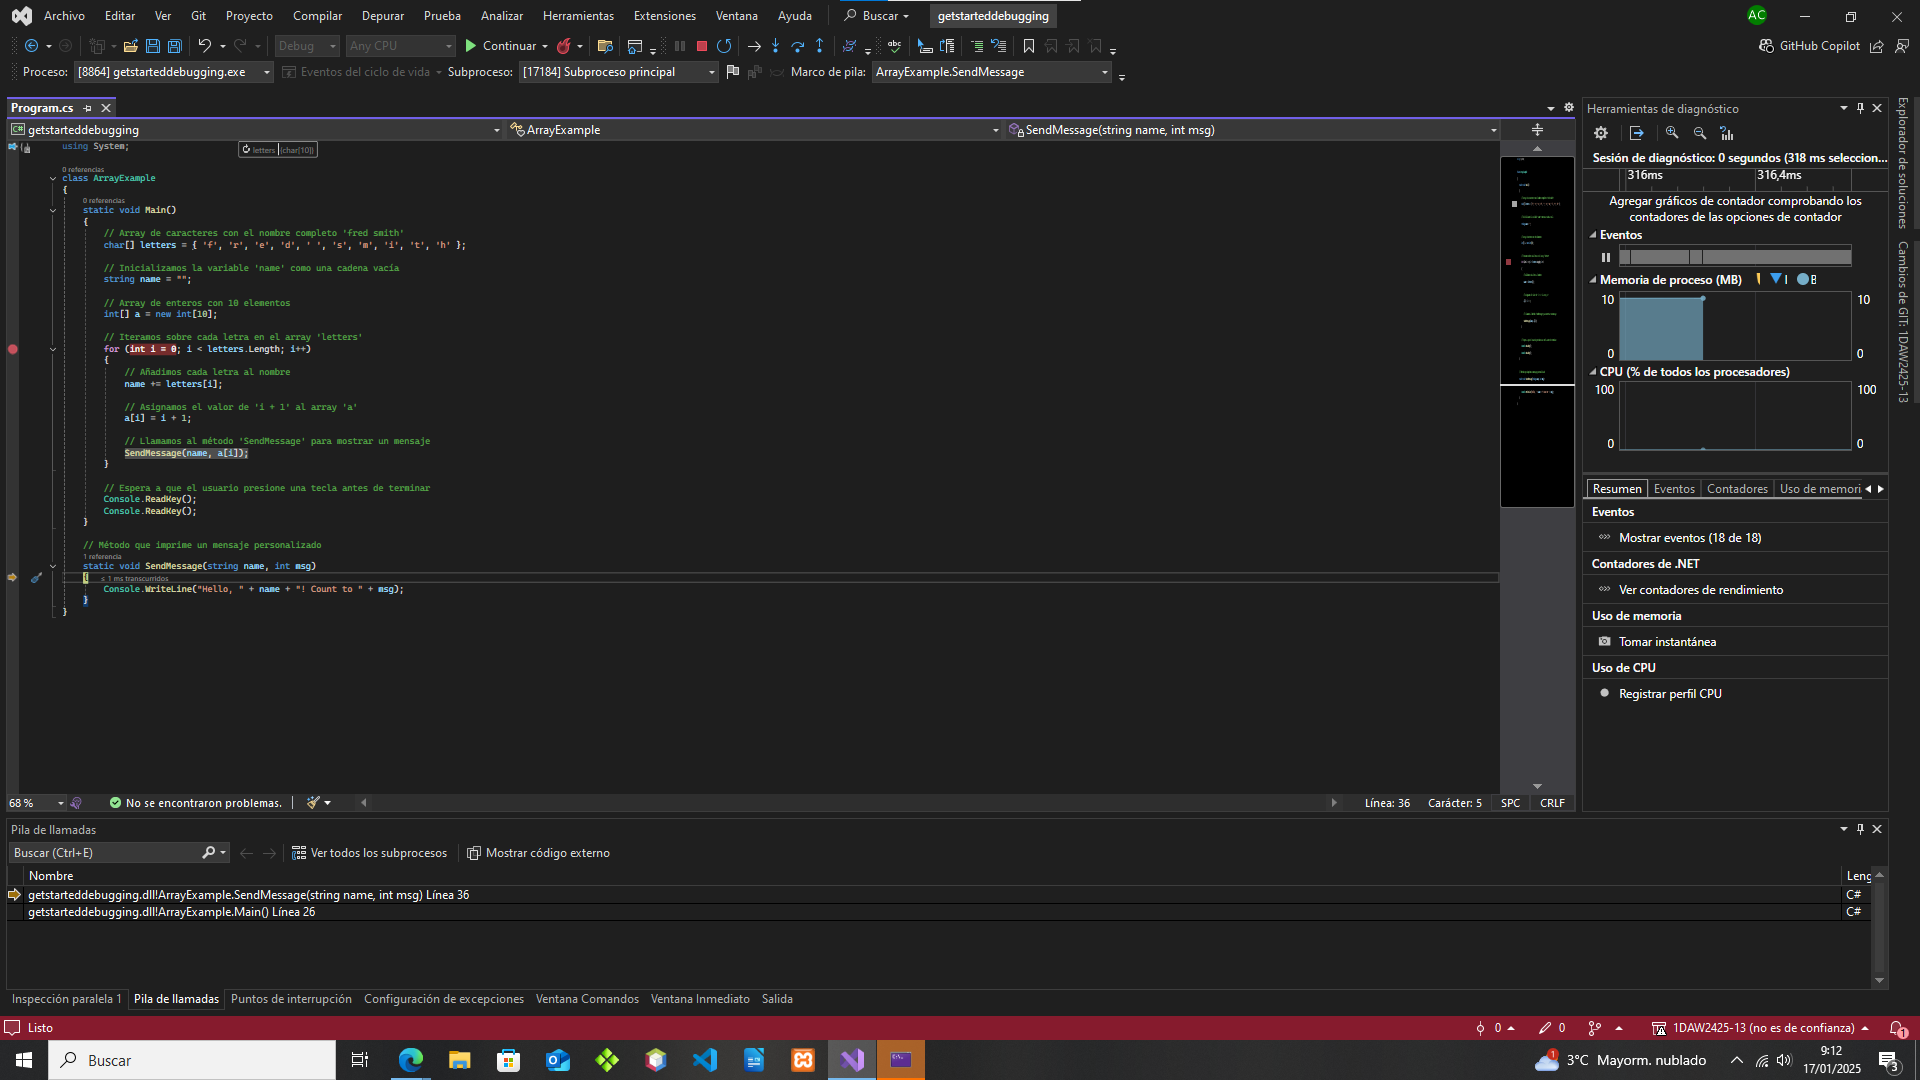 Archivo Editar Ver Git Proyecto Compilar Depurar Prueba Analizar Herramientas Extensiones Ventana Ayuda Buscar getstarteddebugging AC
Debug Any CPU Continuar GitHub Copilot
Proceso: [8864] getstarteddebugging.exe Eventos del ciclo de vida Subproceso: [17184] Subproceso principal Marco de pila: ArrayExample.SendMessage
Program.cs
getstarteddebugging ArrayExample SendMessage(string name, int msg)
using System;
letters {char[10]}
0 referencias
class ArrayExample
{
0 referencias
static void Main()
{
// Array de caracteres con el nombre completo 'fred smith'
char[] letters = { 'f', 'r', 'e', 'd', ' ', 's', 'm', 'i', 't', 'h' };
// Inicializamos la variable 'name' como una cadena vacía
string name = "";
// Array de enteros con 10 elementos
int[] a = new int[10];
// Iteramos sobre cada letra en el array 'letters'
for (int i = 0; i < letters.Length; i++)
{
// Añadimos cada letra al nombre
name += letters[i];
// Asignamos el valor de 'i + 1' al array 'a'
a[i] = i + 1;
// Llamamos al método 'SendMessage' para mostrar un mensaje
SendMessage(name, a[i]);
}
// Espera a que el usuario presione una tecla antes de terminar
Console.ReadKey();
Console.ReadKey();
}
// Método que imprime un mensaje personalizado
1 referencia
static void SendMessage(string name, int msg)
{ ≤ 1 ms transcurridos
Console.WriteLine("Hello, " + name + "! Count to " + msg);
}
}
68 % No se encontraron problemas. Línea: 36 Carácter: 5 SPC CRLF
Herramientas de diagnóstico
Sesión de diagnóstico: 0 segundos (318 ms seleccion...
316ms 316,4ms
Agregar gráficos de contador comprobando los
contadores de las opciones de contador
Eventos
Memoria de proceso (MB) I B
10 10
0 0
CPU (% de todos los procesadores)
100 100
0 0
Resumen Eventos Contadores Uso de memori
Eventos
Mostrar eventos (18 de 18)
Contadores de .NET
Ver contadores de rendimiento
Uso de memoria
Tomar instantánea
Uso de CPU
Registrar perfil CPU
Explorador de soluciones
Cambios de GIT: 1DAW2425-13
Pila de llamadas
Buscar (Ctrl+E) Ver todos los subprocesos Mostrar código externo
Nombre Leng
getstarteddebugging.dll!ArrayExample.SendMessage(string name, int msg) Línea 36 C#
getstarteddebugging.dll!ArrayExample.Main() Línea 26 C#
Inspección paralela 1 Pila de llamadas Puntos de interrupción Configuración de excepciones Ventana Comandos Ventana Inmediato Salida
Listo 0 0 1DAW2425-13 (no es de confianza) 1
Buscar 1 3°C Mayorm. nublado 9:12
17/01/2025 3